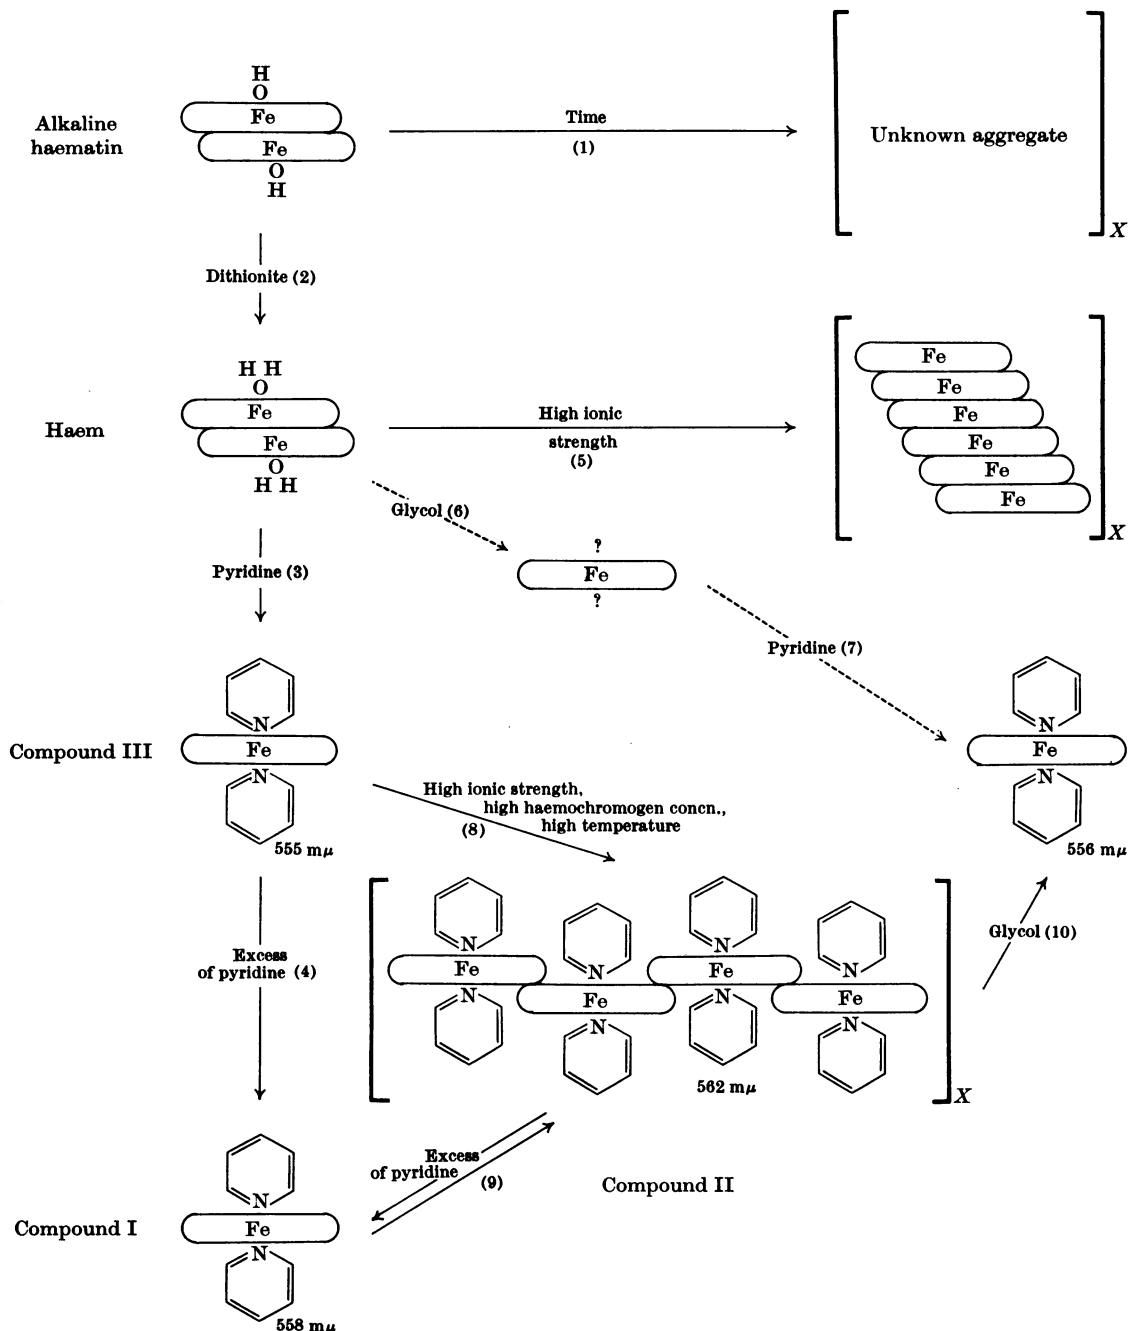 H
O
Fe
Fe
O
H
Alkaline
haematin
Time
(1)
Unknown aggregate
X
Dithionite (2)
H H
O
Fe
Fe
O
H H
Haem
High ionic
strength
(5)
Fe
Fe
Fe
Fe
Fe
Fe
X
Glycol (6)
?
Fe
?
Pyridine (3)
Pyridine (7)
N
Fe
N
555 mμ
Compound III
N
Fe
N
556 mμ
High ionic strength,
high haemochromogen concn.,
(8)
high temperature
Excess
of pyridine (4)
N
Fe
N
N
Fe
N
N
Fe
N
N
Fe
N
562 mμ
X
Glycol (10)
Excess
of pyridine
(9)
Compound II
Compound I
N
Fe
N
558 mμ